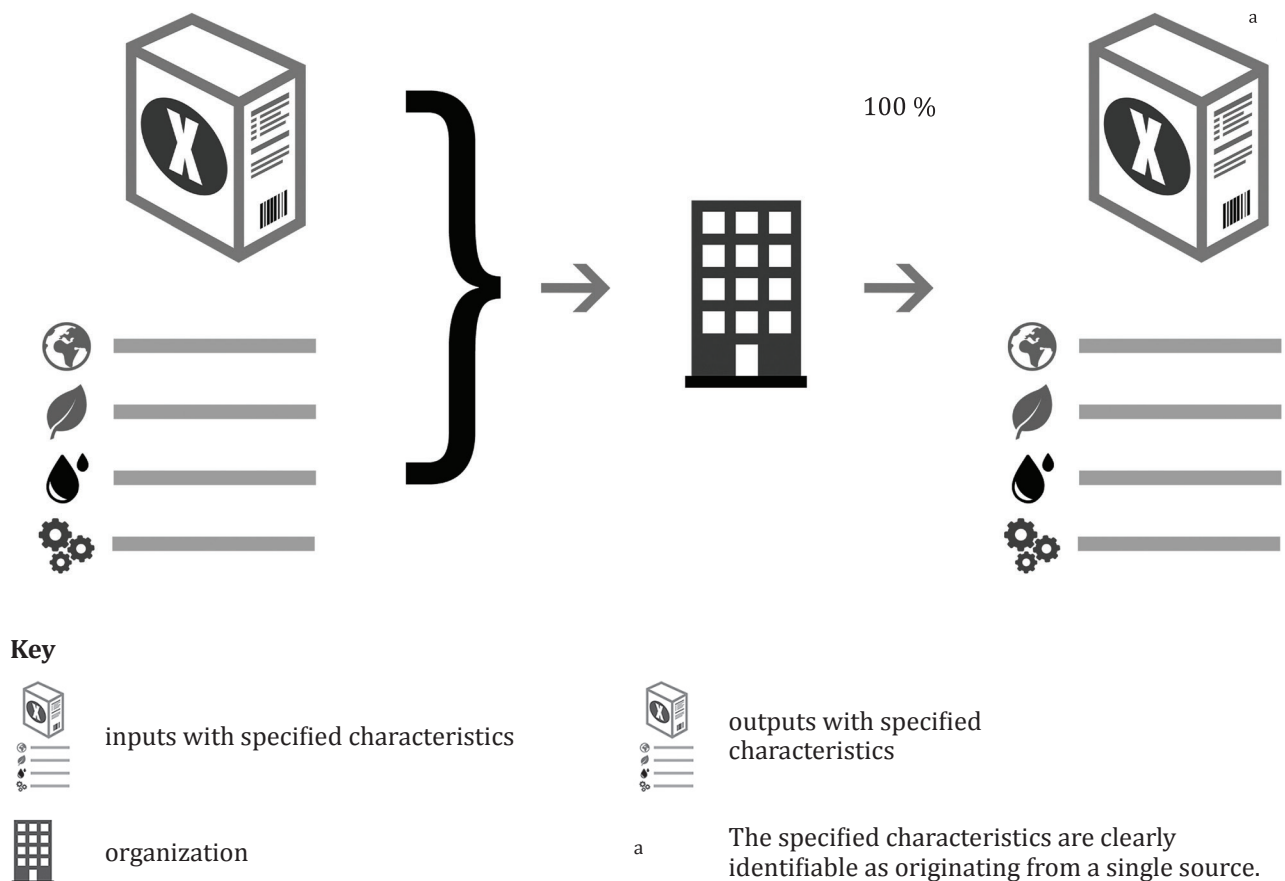 a
X
100 %
X
Key
X
inputs with specified characteristics
X
outputs with specified
characteristics
organization
a
The specified characteristics are clearly
identifiable as originating from a single source.